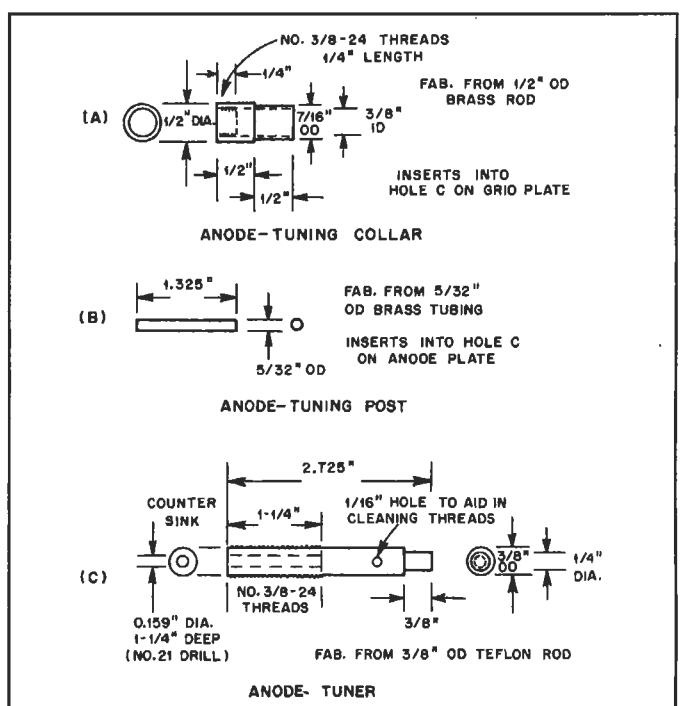 NO. 3/8-24 THREADS
1/4" LENGTH
1/4"
FAB. FROM 1/2" OD
BRASS ROD
(A)
1/2" DIA.
7/16"
OD
3/8"
ID
1/2"
1/2"
INSERTS INTO
HOLE C ON GRID PLATE
ANODE-TUNING COLLAR
1.325"
FAB. FROM 5/32"
OD BRASS TUBING
(B)
INSERTS INTO HOLE C
ON ANODE PLATE
5/32" OD
ANODE-TUNING POST
2.725"
COUNTER
SINK
1-1/4"
1/16" HOLE TO AID IN
CLEANING THREADS
(C)
3/8"
OD
1/4"
DIA.
NO. 3/8-24
THREADS
3/8"
0.159" DIA.
1-1/4" DEEP
(NO.21 DRILL)
FAB. FROM 3/8" OD TEFLON ROD
ANODE- TUNER